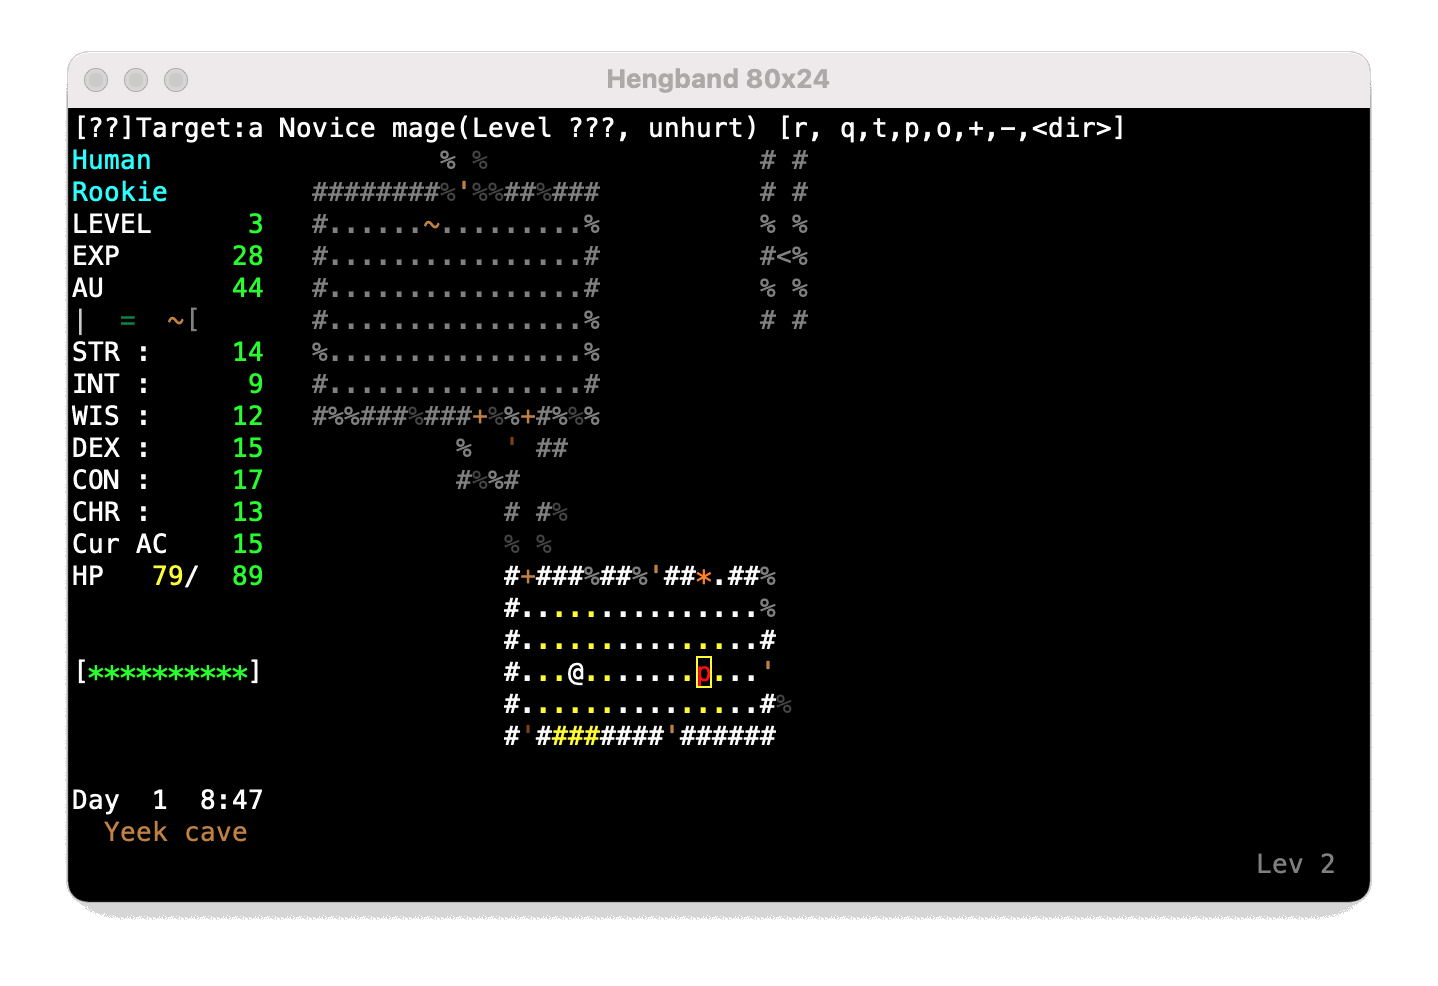 Hengband 80x24
[??]Target:a Novice mage(Level ???, unhurt) [r, q,t,p,o,+,-,<dir>]
Human                  % %                 # #
Rookie         ########%'%%##%###          # #
LEVEL      3   #......~.........%          % %
EXP       28   #................#          #<%
AU        44   #................#          % %
|  =  ~[       #................%          # #
STR :     14   %................%
INT :      9   #................#
WIS :     12   #%%###%###+%%+#%%%
DEX :     15            %  ' ##
CON :     17            #%%#
CHR :     13               # #%
Cur AC    15               % %
HP   79/  89               #+###%##%'##*.##%
                           #...............%
                           #...............#
[**********]               #...@.......p...'
                           #...............#%
                           #'########'######
Day  1  8:47
  Yeek cave
Lev 2